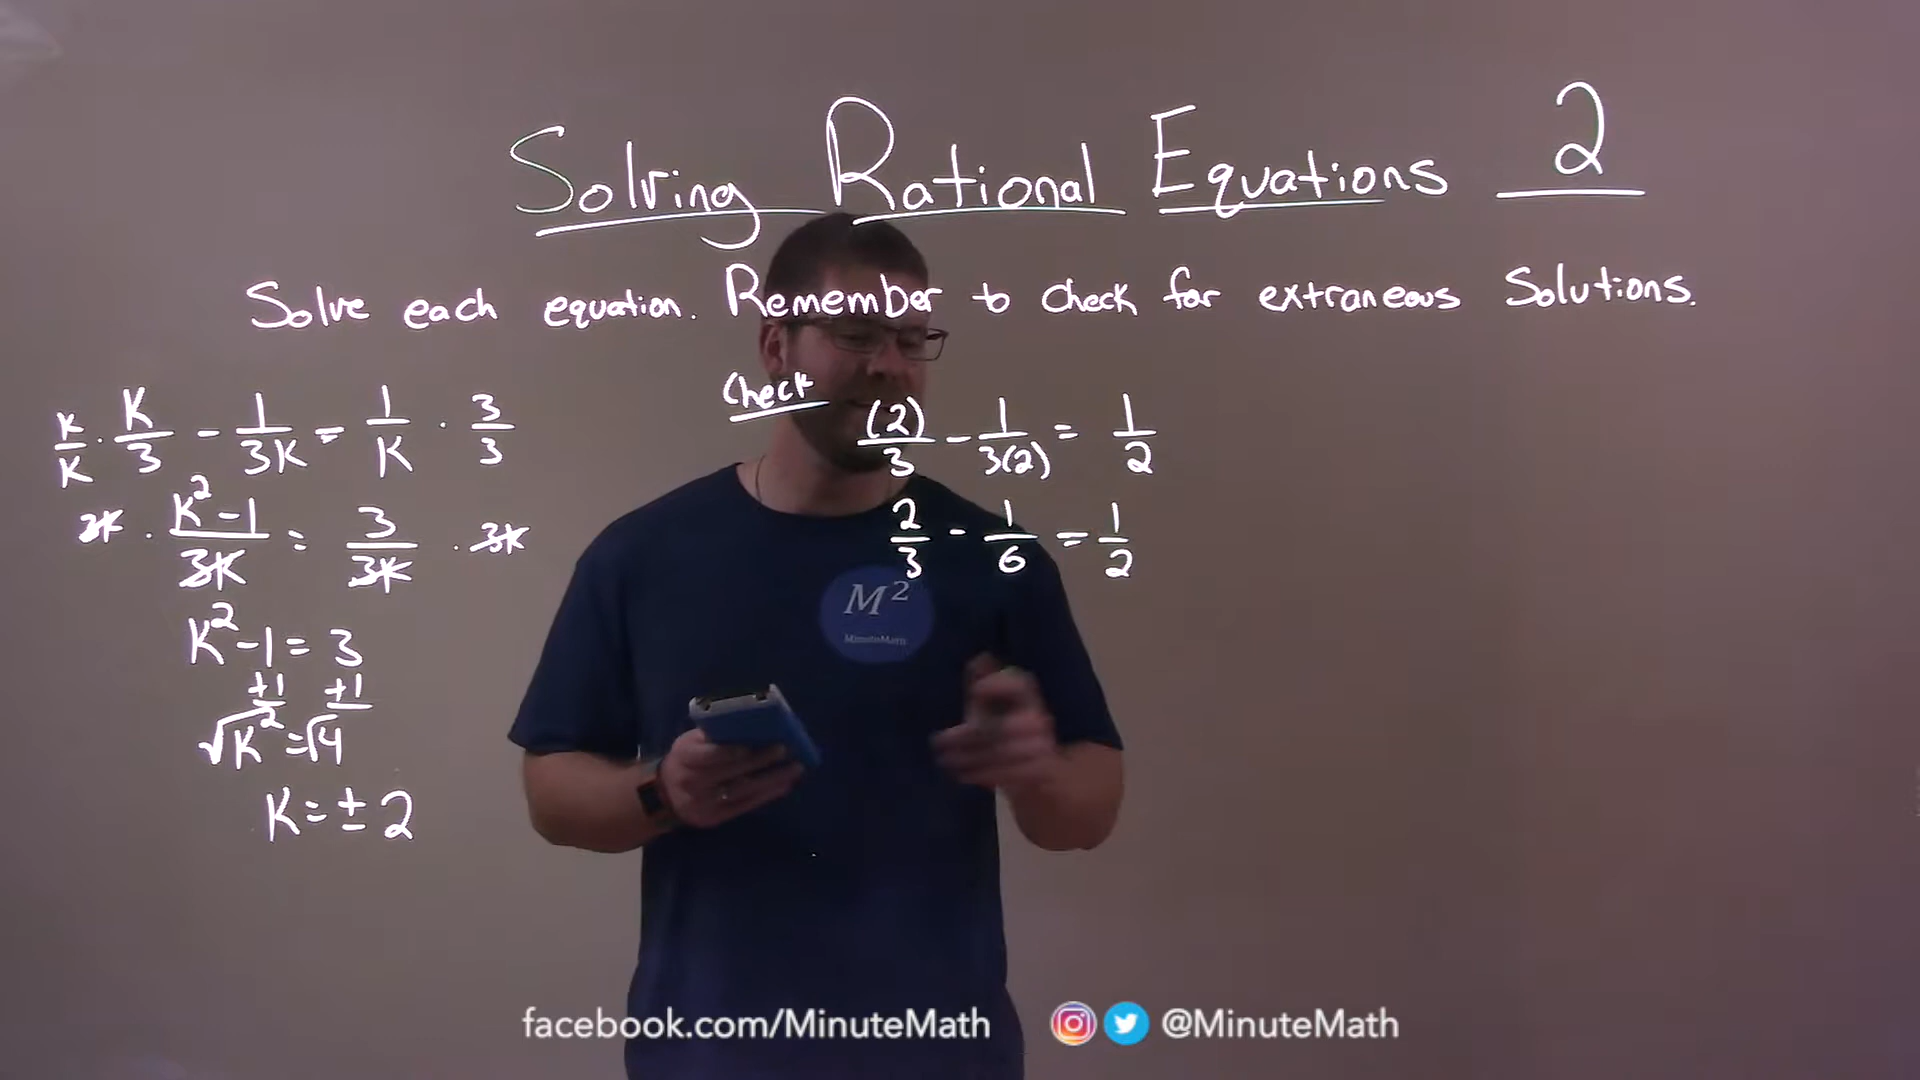 Solving Rational Equations 2
Solve each equation. Remember to check for extraneous solutions.
K/K · K/3 - 1/3K = 1/K · 3/3
3K · K²-1/3K = 3/3K · 3K
K²-1 = 3
+1 +1
√K² = √4
K = ± 2
Check
(2)/3 - 1/3(2) = 1/2
2/3 - 1/6 = 1/2
M²
MinuteMath
facebook.com/MinuteMath @MinuteMath